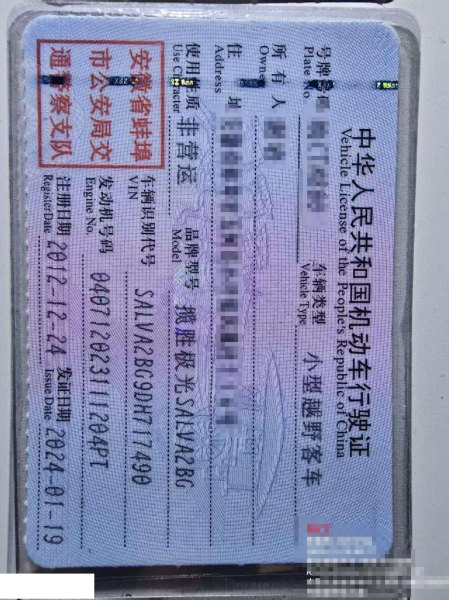 中华人民共和国机动车行驶证
Vehicle License of the People's Republic of China
号牌号码
Plate No.
车辆类型 小型越野客车
Vehicle Type
所有人
Owner
住址
Address
使用性质 非营运
Use Character
品牌型号 揽胜极光SALVA2BG
Model
安徽省蚌埠
市公安局交
通警察支队
车辆识别代号 SALVA2BG9DH771749
VIN
发动机号码 040712023111204PT
Engine No.
注册日期 2012-12-24
Register Date
发证日期 2024-01-19
Issue Date